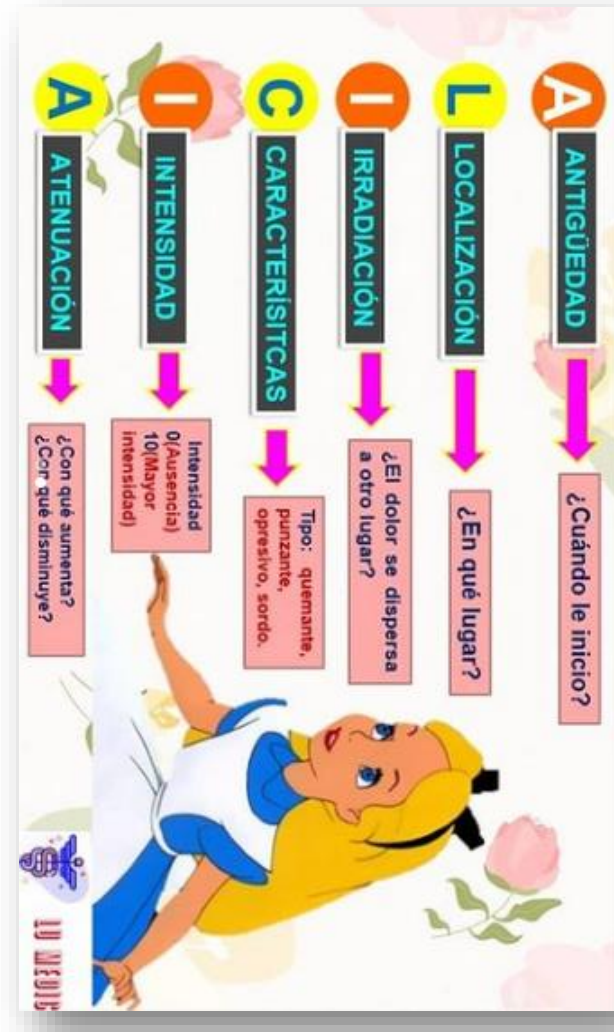 A
ANTIGÜEDAD
¿Cuándo le inicio?
L
LOCALIZACIÓN
¿En qué lugar?
I
IRRADIACIÓN
¿El dolor se dispersa
a otro lugar?
C
CARACTERÍSITCAS
Tipo: quemante,
punzante,
opresivo, sordo.
I
INTENSIDAD
Intensidad
0(Ausencia)
10(Mayor
intensidad)
A
ATENUACIÓN
¿Con qué aumenta?
¿Con qué disminuye?